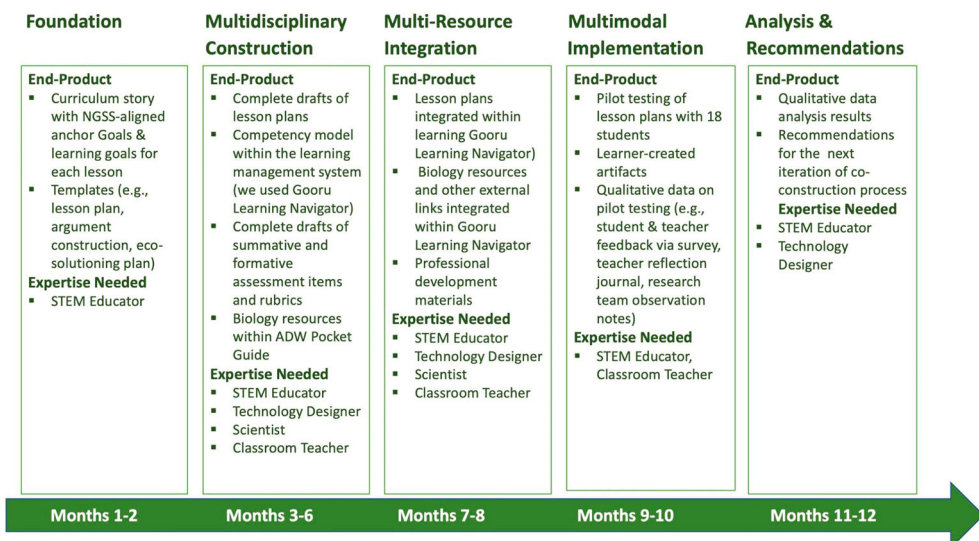 Foundation
End-Product
▪ Curriculum story
with NGSS-aligned
anchor Goals &
learning goals for
each lesson
▪ Templates (e.g.,
lesson plan,
argument
construction, eco-
solutioning plan)
Expertise Needed
▪ STEM Educator
Multidisciplinary
Construction
End-Product
▪ Complete drafts of
lesson plans
▪ Competency model
within the learning
management system
(we used Gooru
Learning Navigator)
▪ Complete drafts of
summative and
formative
assessment items
and rubrics
▪ Biology resources
within ADW Pocket
Guide
Expertise Needed
▪ STEM Educator
▪ Technology Designer
▪ Scientist
▪ Classroom Teacher
Multi-Resource
Integration
End-Product
▪ Lesson plans
integrated within
learning Gooru
Learning Navigator)
▪ Biology resources
and other external
links integrated
within Gooru
Learning Navigator
▪ Professional
development
materials
Expertise Needed
▪ STEM Educator
▪ Technology Designer
▪ Scientist
▪ Classroom Teacher
Multimodal
Implementation
End-Product
▪ Pilot testing of
lesson plans with 18
students
▪ Learner-created
artifacts
▪ Qualitative data on
pilot testing (e.g.,
student & teacher
feedback via survey,
teacher reflection
journal, research
team observation
notes)
Expertise Needed
▪ STEM Educator,
Classroom Teacher
Analysis &
Recommendations
End-Product
▪ Qualitative data
analysis results
▪ Recommendations
for the next
iteration of co-
construction process
Expertise Needed
▪ STEM Educator
▪ Technology
Designer
Months 1-2
Months 3-6
Months 7-8
Months 9-10
Months 11-12